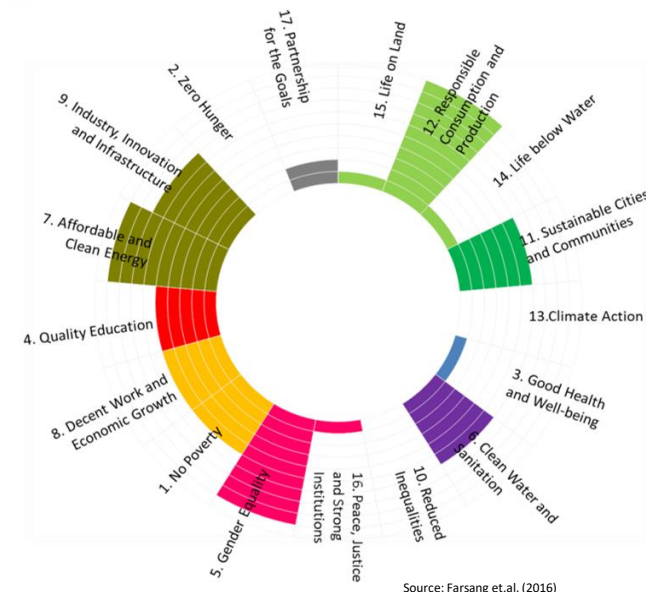 17. Partnership
for the Goals
15. Life on Land
12. Responsible
Consumption and
Production
14. Life below Water
11. Sustainable Cities
and Communities
13.Climate Action
3. Good Health
and Well-being
6. Clean Water and
Sanitation
10. Reduced
Inequalities
16. Peace, Justice
and Strong
Institutions
5. Gender Equality
1. No Poverty
8. Decent Work and
Economic Growth
4. Quality Education
7. Affordable and
Clean Energy
9. Industry, Innovation
and Infrastructure
2. Zero Hunger
Source: Farsang et.al. (2016)